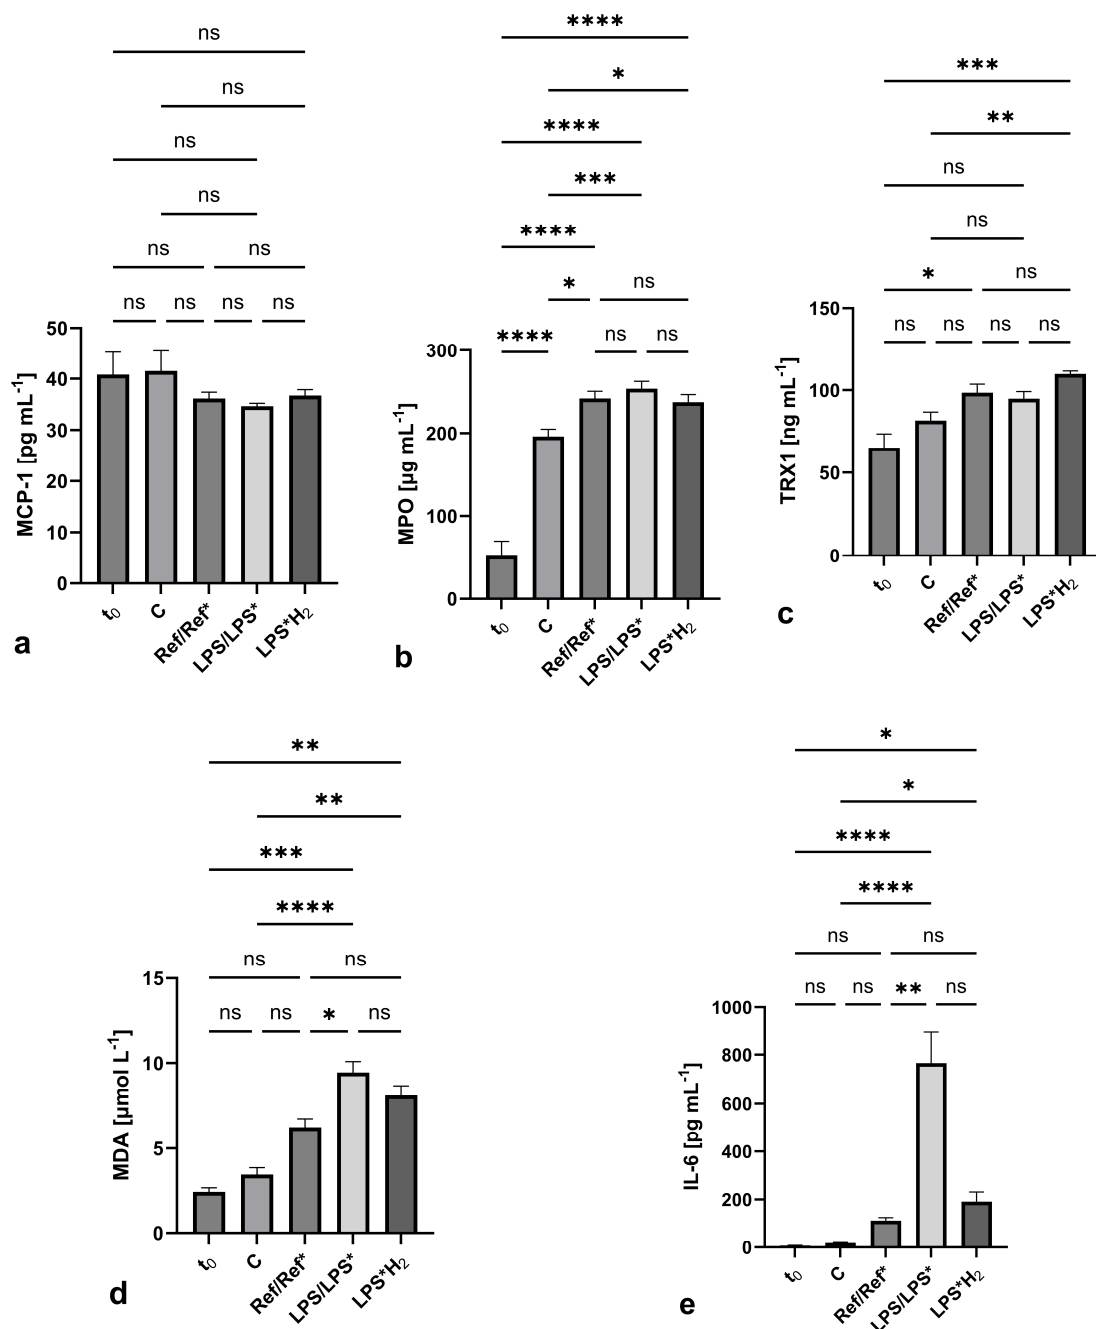 ns
ns
ns
ns
ns ns
ns ns ns ns
50
40
30
20
10
0
MCP-1 [pg mL⁻¹]
t₀ C Ref/Ref* LPS/LPS* LPS*H₂
a
****
*
****
***
****
* ns
**** ns ns
300
200
100
0
MPO [µg mL⁻¹]
t₀ C Ref/Ref* LPS/LPS* LPS*H₂
b
***
**
ns
ns
* ns
ns ns ns ns
150
100
50
0
TRX1 [ng mL⁻¹]
t₀ C Ref/Ref* LPS/LPS* LPS*H₂
c
**
**
***
****
ns ns
ns ns * ns
15
10
5
0
MDA [µmol L⁻¹]
t₀ C Ref/Ref* LPS/LPS* LPS*H₂
d
*
*
****
****
ns ns
ns ns ** ns
1000
800
600
400
200
0
IL-6 [pg mL⁻¹]
t₀ C Ref/Ref* LPS/LPS* LPS*H₂
e